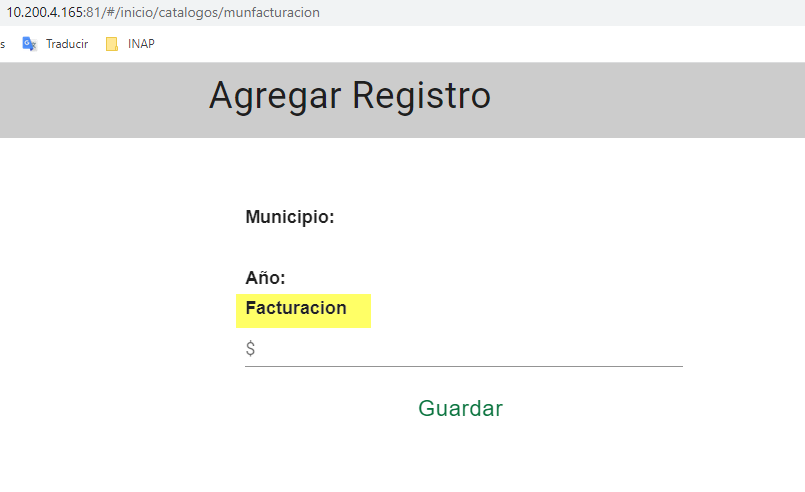 10.200.4.165:81/#/inicio/catalogos/munfacturacion
s Traducir INAP
Agregar Registro
Municipio:
Año:
Facturacion
$
Guardar